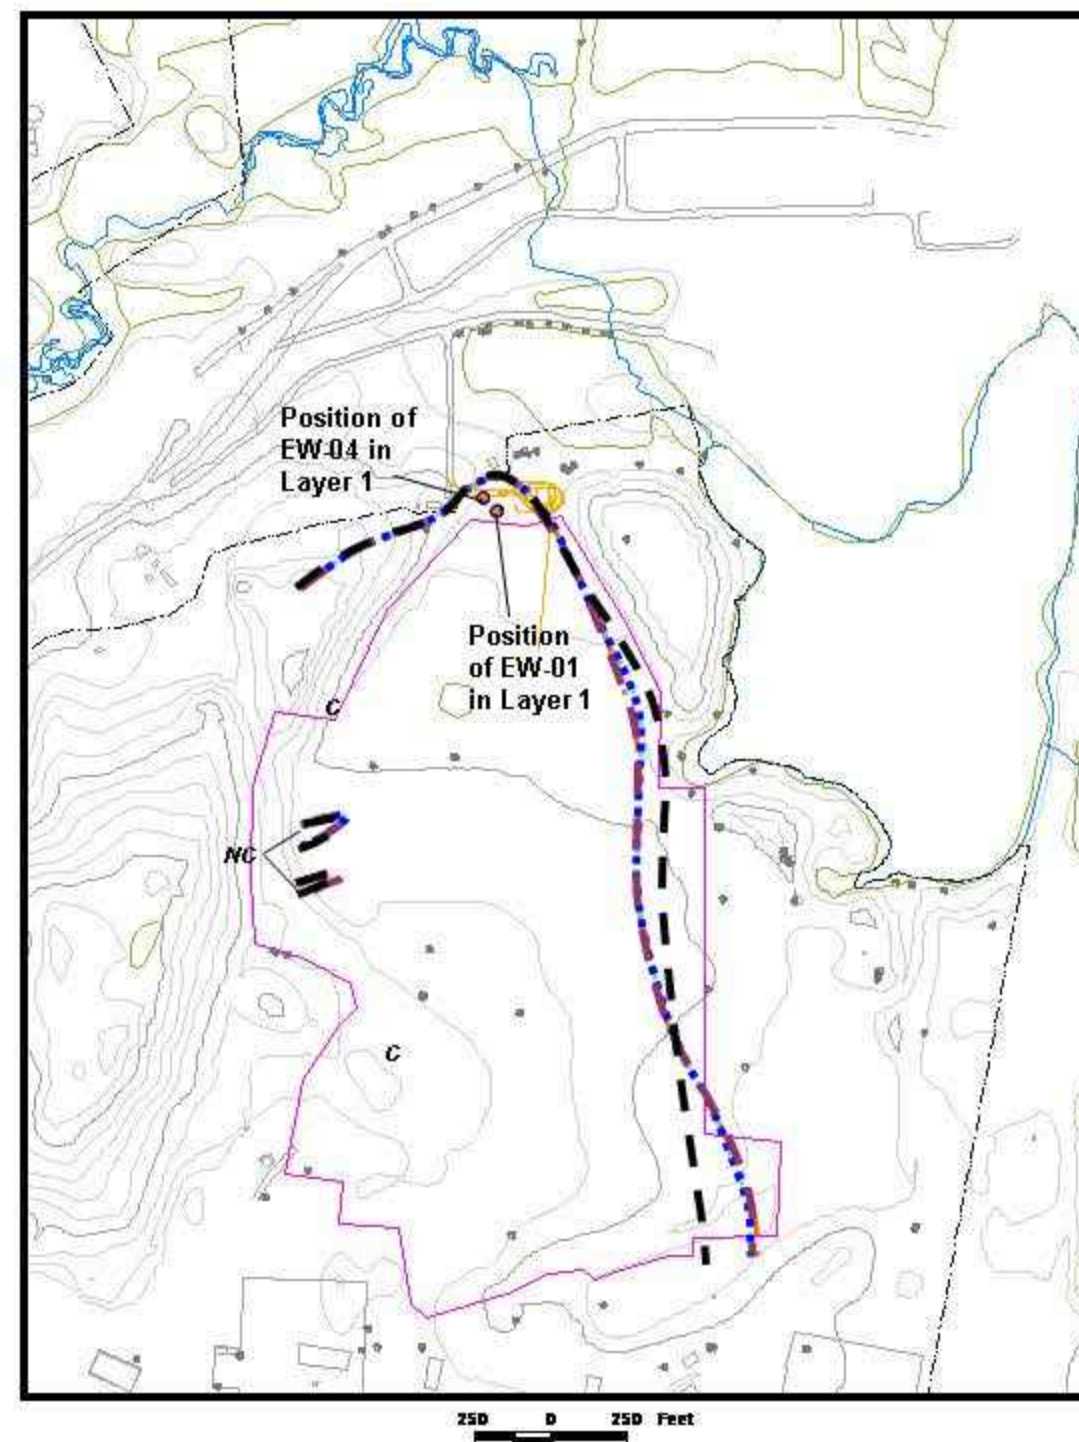 Position of
EW-04 in
Layer 1
Position
of EW-01
in Layer 1
C
NC
C
250 0 250 Feet